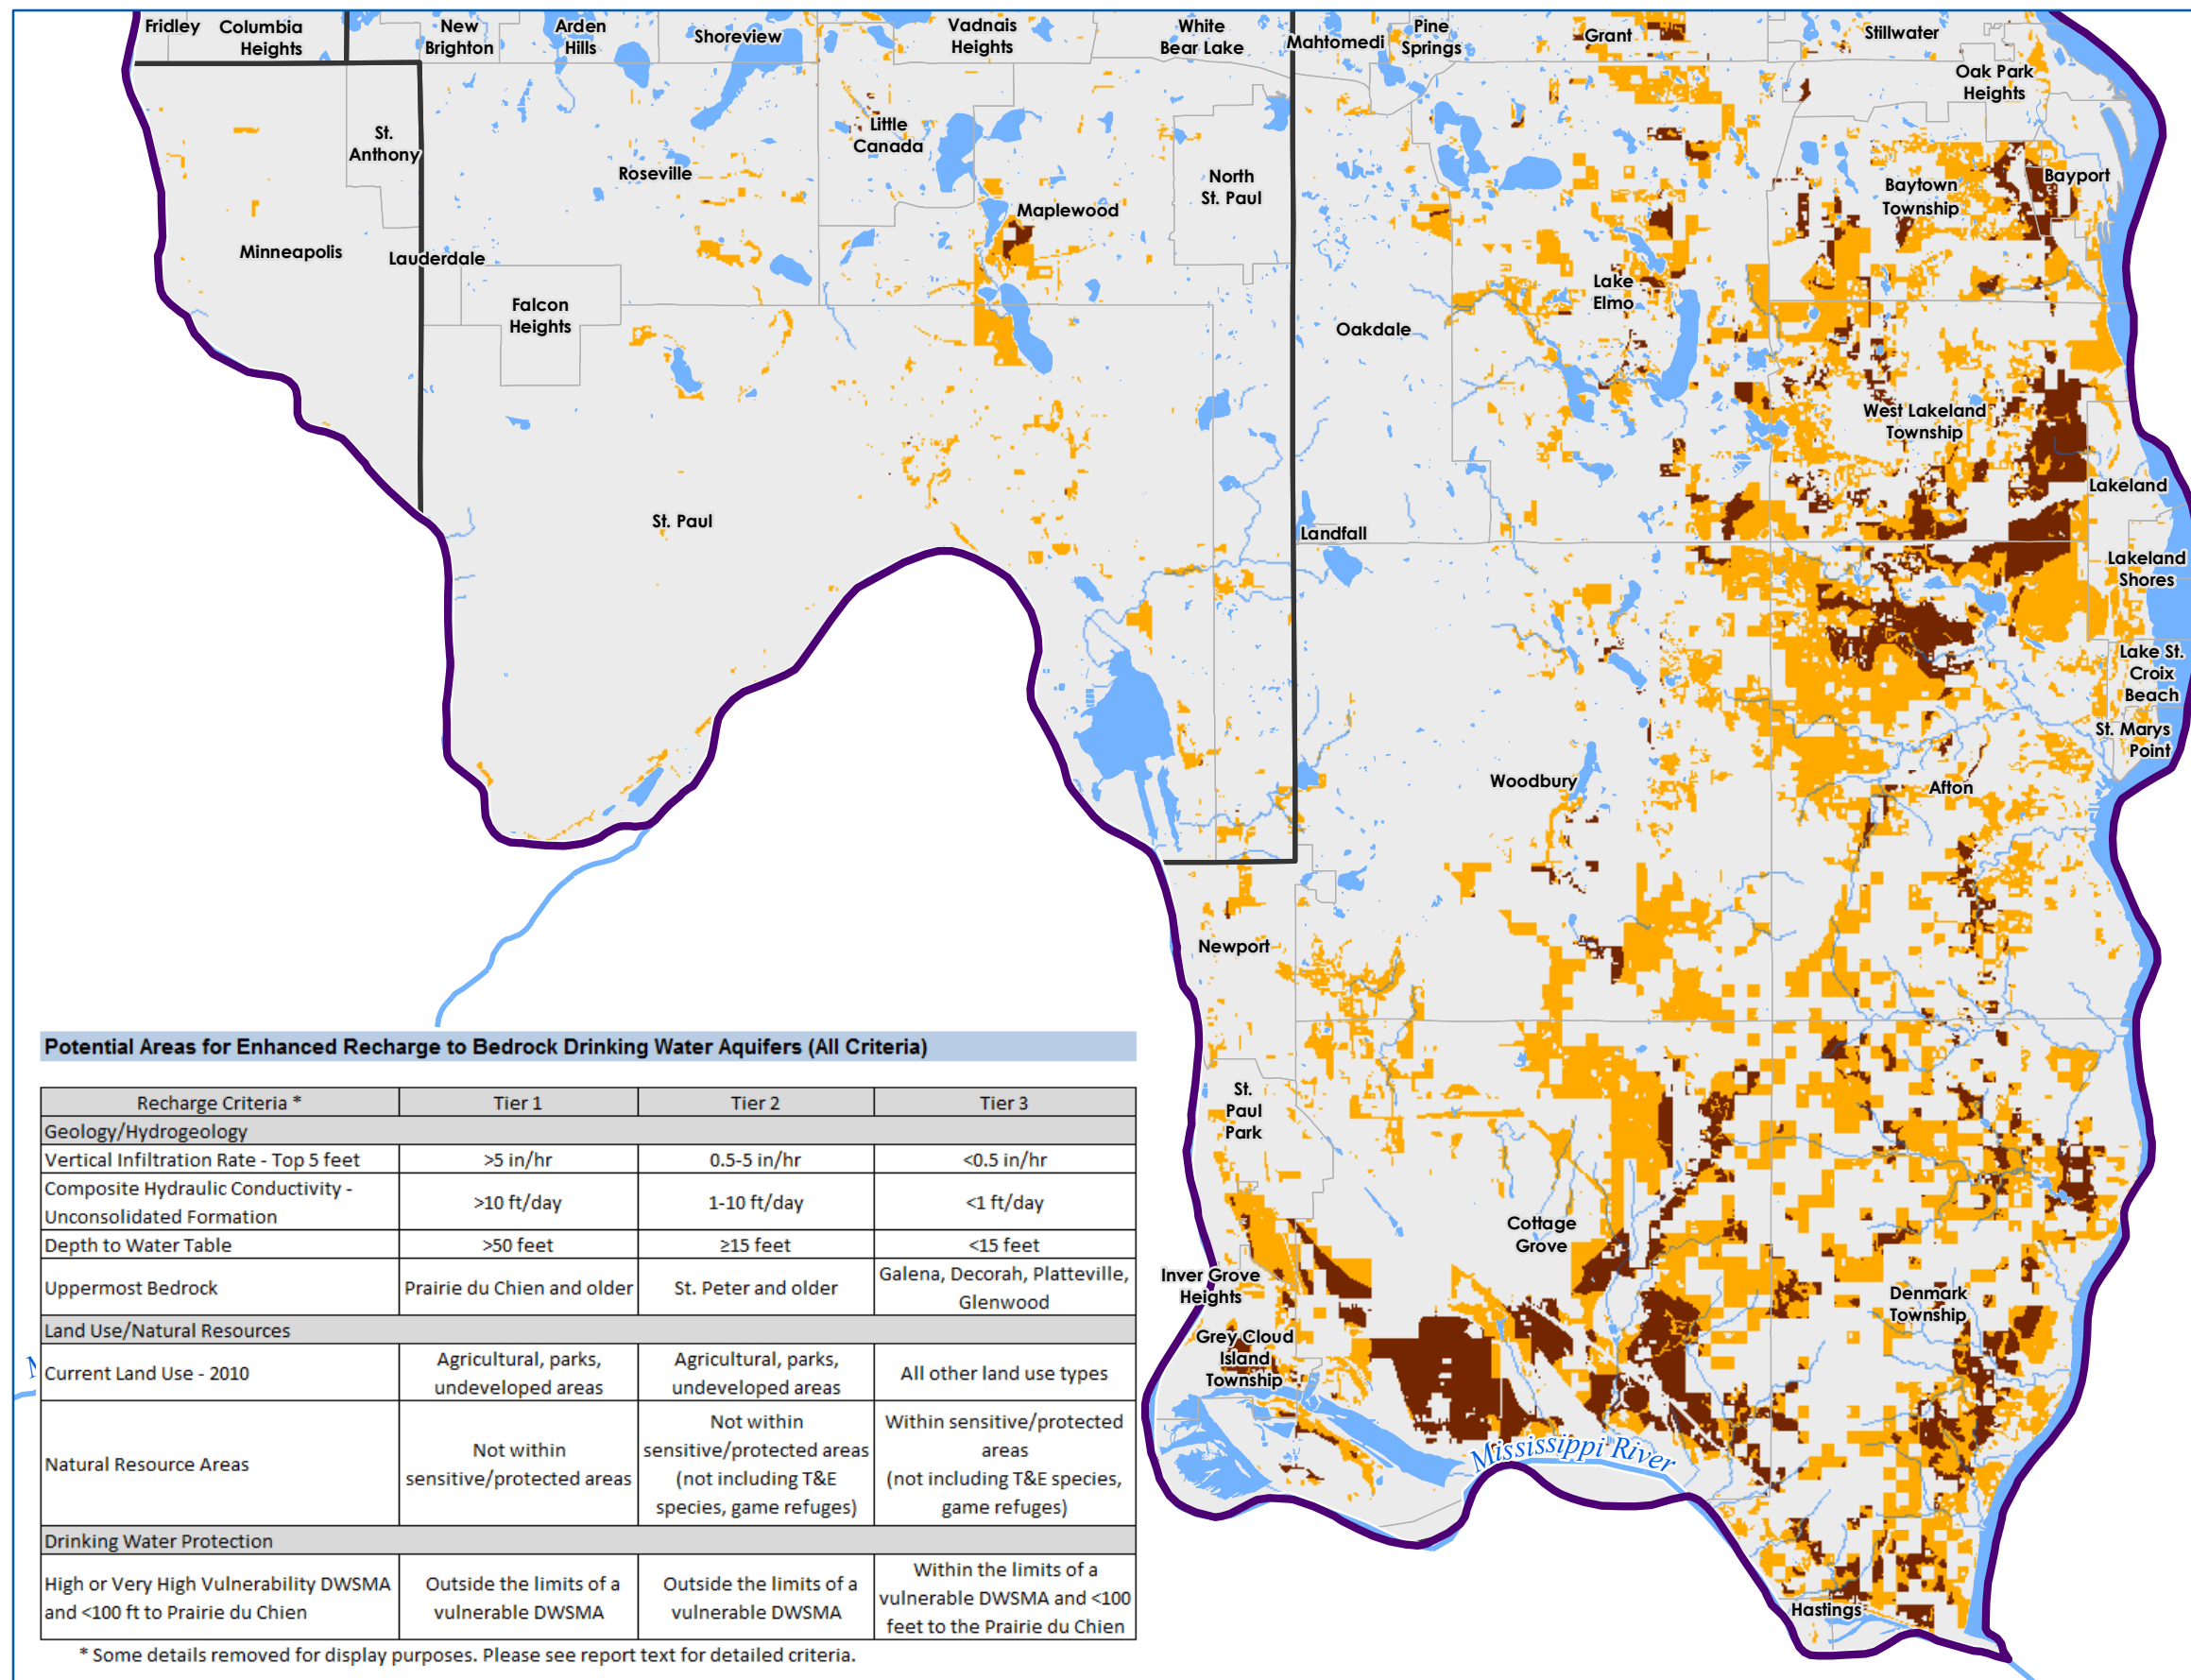 Fridley
Columbia
Heights
New
Brighton
Arden
Hills
Shoreview
Vadnais
Heights
White
Bear Lake
Mahtomedi
Pine
Springs
Grant
Stillwater
Oak Park
Heights
St.
Anthony
Little
Canada
Roseville
North
St. Paul
Maplewood
Baytown
Township
Bayport
Minneapolis
Lauderdale
Falcon
Heights
Lake
Elmo
Oakdale
West Lakeland
Township
Lakeland
St. Paul
Landfall
Lakeland
Shores
Lake St.
Croix
Beach
St. Marys
Point
Woodbury
Afton
Newport
St.
Paul
Park
Cottage
Grove
Inver Grove
Heights
Denmark
Township
Grey Cloud
Island
Township
Mississippi River
Hastings
Potential Areas for Enhanced Recharge to Bedrock Drinking Water Aquifers (All Criteria)
Recharge Criteria * Tier 1 Tier 2 Tier 3
Geology/Hydrogeology
Vertical Infiltration Rate - Top 5 feet >5 in/hr 0.5-5 in/hr <0.5 in/hr
Composite Hydraulic Conductivity -
Unconsolidated Formation
>10 ft/day 1-10 ft/day <1 ft/day
Depth to Water Table >50 feet ≥15 feet <15 feet
Uppermost Bedrock Prairie du Chien and older St. Peter and older
Galena, Decorah, Platteville,
Glenwood
Land Use/Natural Resources
Current Land Use - 2010
Agricultural, parks,
undeveloped areas
Agricultural, parks,
undeveloped areas
All other land use types
Natural Resource Areas
Not within
sensitive/protected areas
Not within
sensitive/protected areas
(not including T&E
species, game refuges)
Within sensitive/protected
areas
(not including T&E species,
game refuges)
Drinking Water Protection
High or Very High Vulnerability DWSMA
and <100 ft to Prairie du Chien
Outside the limits of a
vulnerable DWSMA
Outside the limits of a
vulnerable DWSMA
Within the limits of a
vulnerable DWSMA and <100
feet to the Prairie du Chien
* Some details removed for display purposes. Please see report text for detailed criteria.